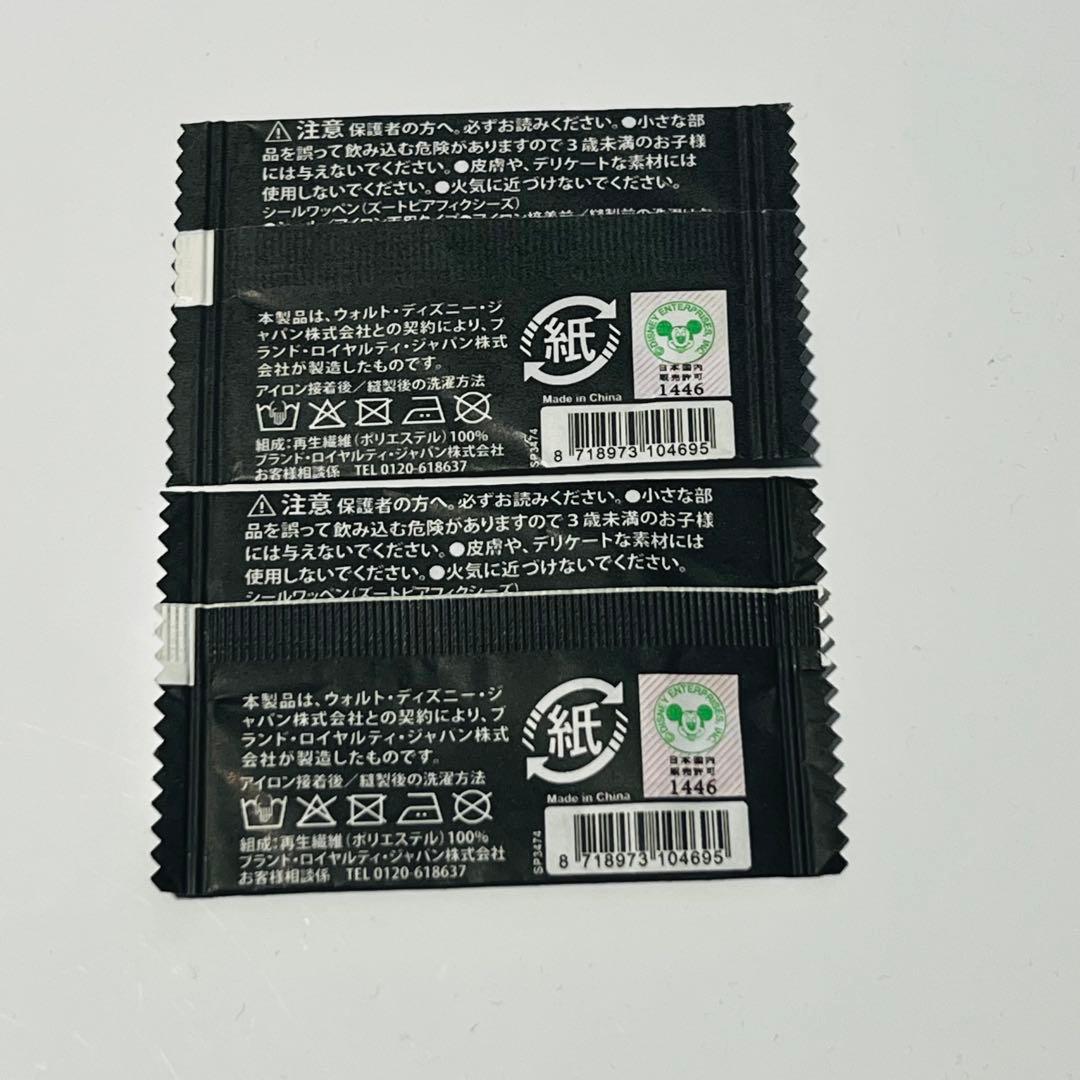 ⚠ 注意 保護者の方へ。必ずお読みください。●小さな部
品を誤って飲み込む危険がありますので3歳未満のお子様
には与えないでください。●皮膚や、デリケートな素材には
使用しないでください。●火気に近づけないでください。
シールワッペン(ズートピアフィクシーズ)
本製品は、ウォルト・ディズニー・ジ
ャパン株式会社との契約により、ブ
ランド・ロイヤルティ・ジャパン株式
会社が製造したものです。
アイロン接着後/縫製後の洗濯方法
組成:再生繊維(ポリエステル)100%
ブランド・ロイヤルティ・ジャパン株式会社
お客様相談係 TEL 0120-618637
紙
Made in China
©DISNEY ENTERPRISES, INC
日本国内
販売許可
1446
SP3474
8 718973 104695
⚠ 注意 保護者の方へ。必ずお読みください。●小さな部
品を誤って飲み込む危険がありますので3歳未満のお子様
には与えないでください。●皮膚や、デリケートな素材には
使用しないでください。●火気に近づけないでください。
シールワッペン(ズートピアフィクシーズ)
本製品は、ウォルト・ディズニー・ジ
ャパン株式会社との契約により、ブ
ランド・ロイヤルティ・ジャパン株式
会社が製造したものです。
アイロン接着後/縫製後の洗濯方法
組成:再生繊維(ポリエステル)100%
ブランド・ロイヤルティ・ジャパン株式会社
お客様相談係 TEL 0120-618637
紙
Made in China
©DISNEY ENTERPRISES, INC
日本国内
販売許可
1446
SP3474
8 718973 104695